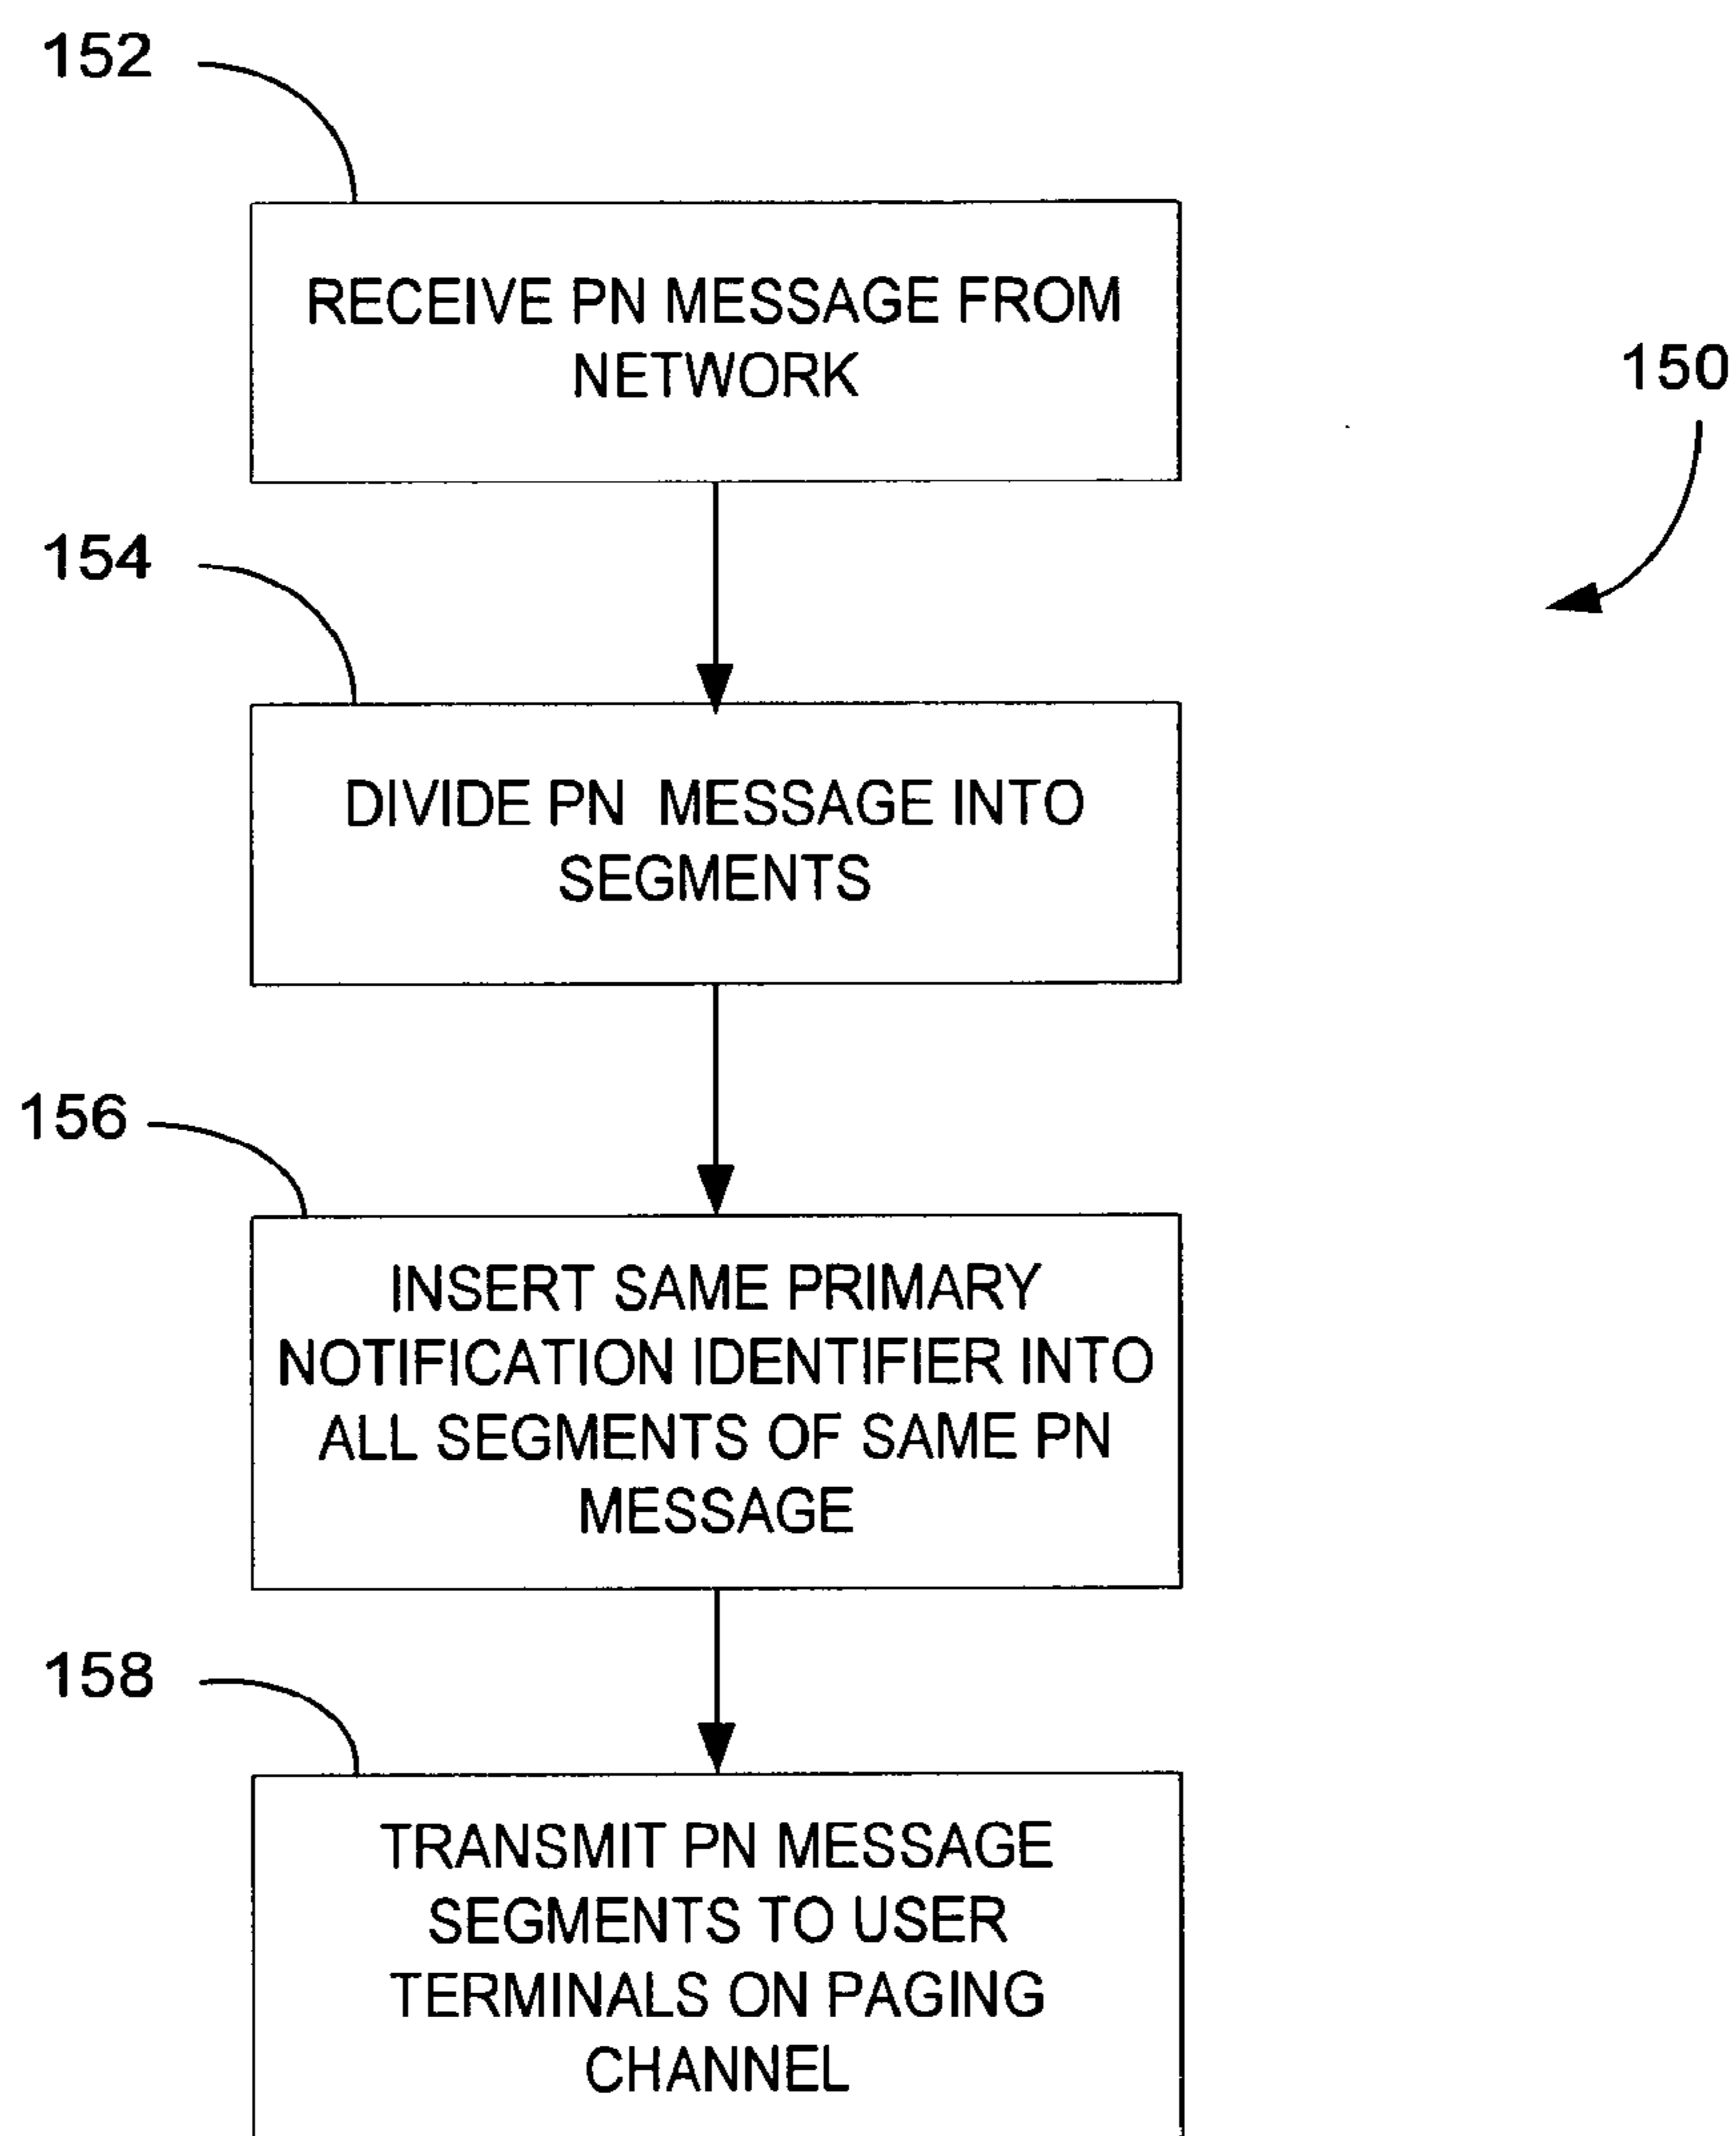 152
RECEIVE PN MESSAGE FROM
NETWORK
150
154
DIVIDE PN MESSAGE INTO
SEGMENTS
156
INSERT SAME PRIMARY
NOTIFICATION IDENTIFIER INTO
ALL SEGMENTS OF SAME PN
MESSAGE
158
TRANSMIT PN MESSAGE
SEGMENTS TO USER
TERMINALS ON PAGING
CHANNEL